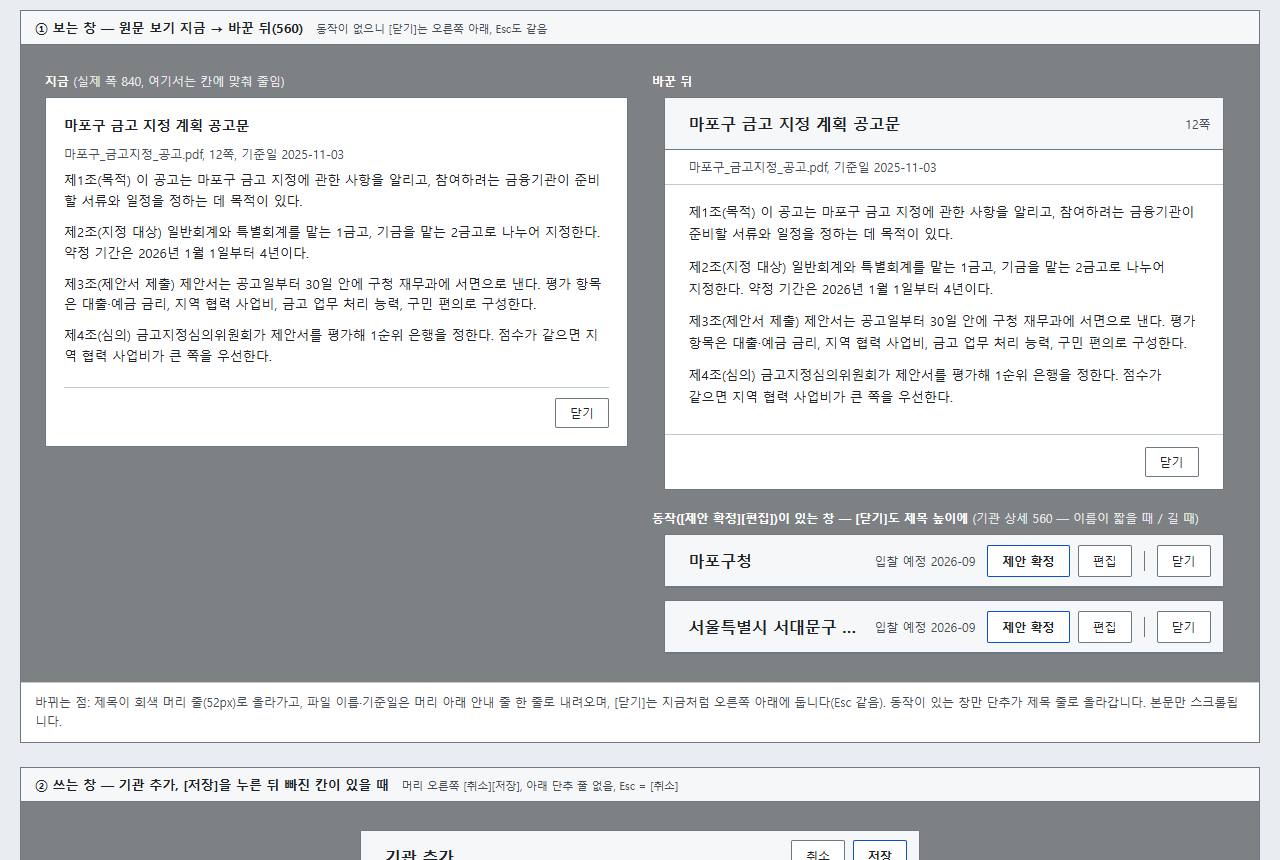 ① 보는 창 — 원문 보기 지금 → 바꾼 뒤(560) 동작이 없으니 [닫기]는 오른쪽 아래, Esc도 같음
지금 (실제 폭 840, 여기서는 칸에 맞춰 줄임)
마포구 금고 지정 계획 공고문
마포구_금고지정_공고.pdf, 12쪽, 기준일 2025-11-03
제1조(목적) 이 공고는 마포구 금고 지정에 관한 사항을 알리고, 참여하려는 금융기관이 준비
할 서류와 일정을 정하는 데 목적이 있다.
제2조(지정 대상) 일반회계와 특별회계를 맡는 1금고, 기금을 맡는 2금고로 나누어 지정한다.
약정 기간은 2026년 1월 1일부터 4년이다.
제3조(제안서 제출) 제안서는 공고일부터 30일 안에 구청 재무과에 서면으로 낸다. 평가 항목
은 대출·예금 금리, 지역 협력 사업비, 금고 업무 처리 능력, 구민 편의로 구성한다.
제4조(심의) 금고지정심의위원회가 제안서를 평가해 1순위 은행을 정한다. 점수가 같으면 지
역 협력 사업비가 큰 쪽을 우선한다.
닫기
바꾼 뒤
마포구 금고 지정 계획 공고문 12쪽
마포구_금고지정_공고.pdf, 기준일 2025-11-03
제1조(목적) 이 공고는 마포구 금고 지정에 관한 사항을 알리고, 참여하려는 금융기관이
준비할 서류와 일정을 정하는 데 목적이 있다.
제2조(지정 대상) 일반회계와 특별회계를 맡는 1금고, 기금을 맡는 2금고로 나누어
지정한다. 약정 기간은 2026년 1월 1일부터 4년이다.
제3조(제안서 제출) 제안서는 공고일부터 30일 안에 구청 재무과에 서면으로 낸다. 평가
항목은 대출·예금 금리, 지역 협력 사업비, 금고 업무 처리 능력, 구민 편의로 구성한다.
제4조(심의) 금고지정심의위원회가 제안서를 평가해 1순위 은행을 정한다. 점수가
같으면 지역 협력 사업비가 큰 쪽을 우선한다.
닫기
동작([제안 확정][편집])이 있는 창 — [닫기]도 제목 높이에 (기관 상세 560 — 이름이 짧을 때 / 길 때)
마포구청 입찰 예정 2026-09 제안 확정 편집 닫기
서울특별시 서대문구 ... 입찰 예정 2026-09 제안 확정 편집 닫기
바뀌는 점: 제목이 회색 머리 줄(52px)로 올라가고, 파일 이름·기준일은 머리 아래 안내 줄 한 줄로 내려오며, [닫기]는 지금처럼 오른쪽 아래에 둡니다(Esc 같음). 동작이 있는 창만 단추가 제목 줄로 올라갑니다. 본문만 스크롤됩
니다.
② 쓰는 창 — 기관 추가, [저장]을 누른 뒤 빠진 칸이 있을 때 머리 오른쪽 [취소][저장], 아래 단추 줄 없음, Esc = [취소]
기관 추가 취소 저장